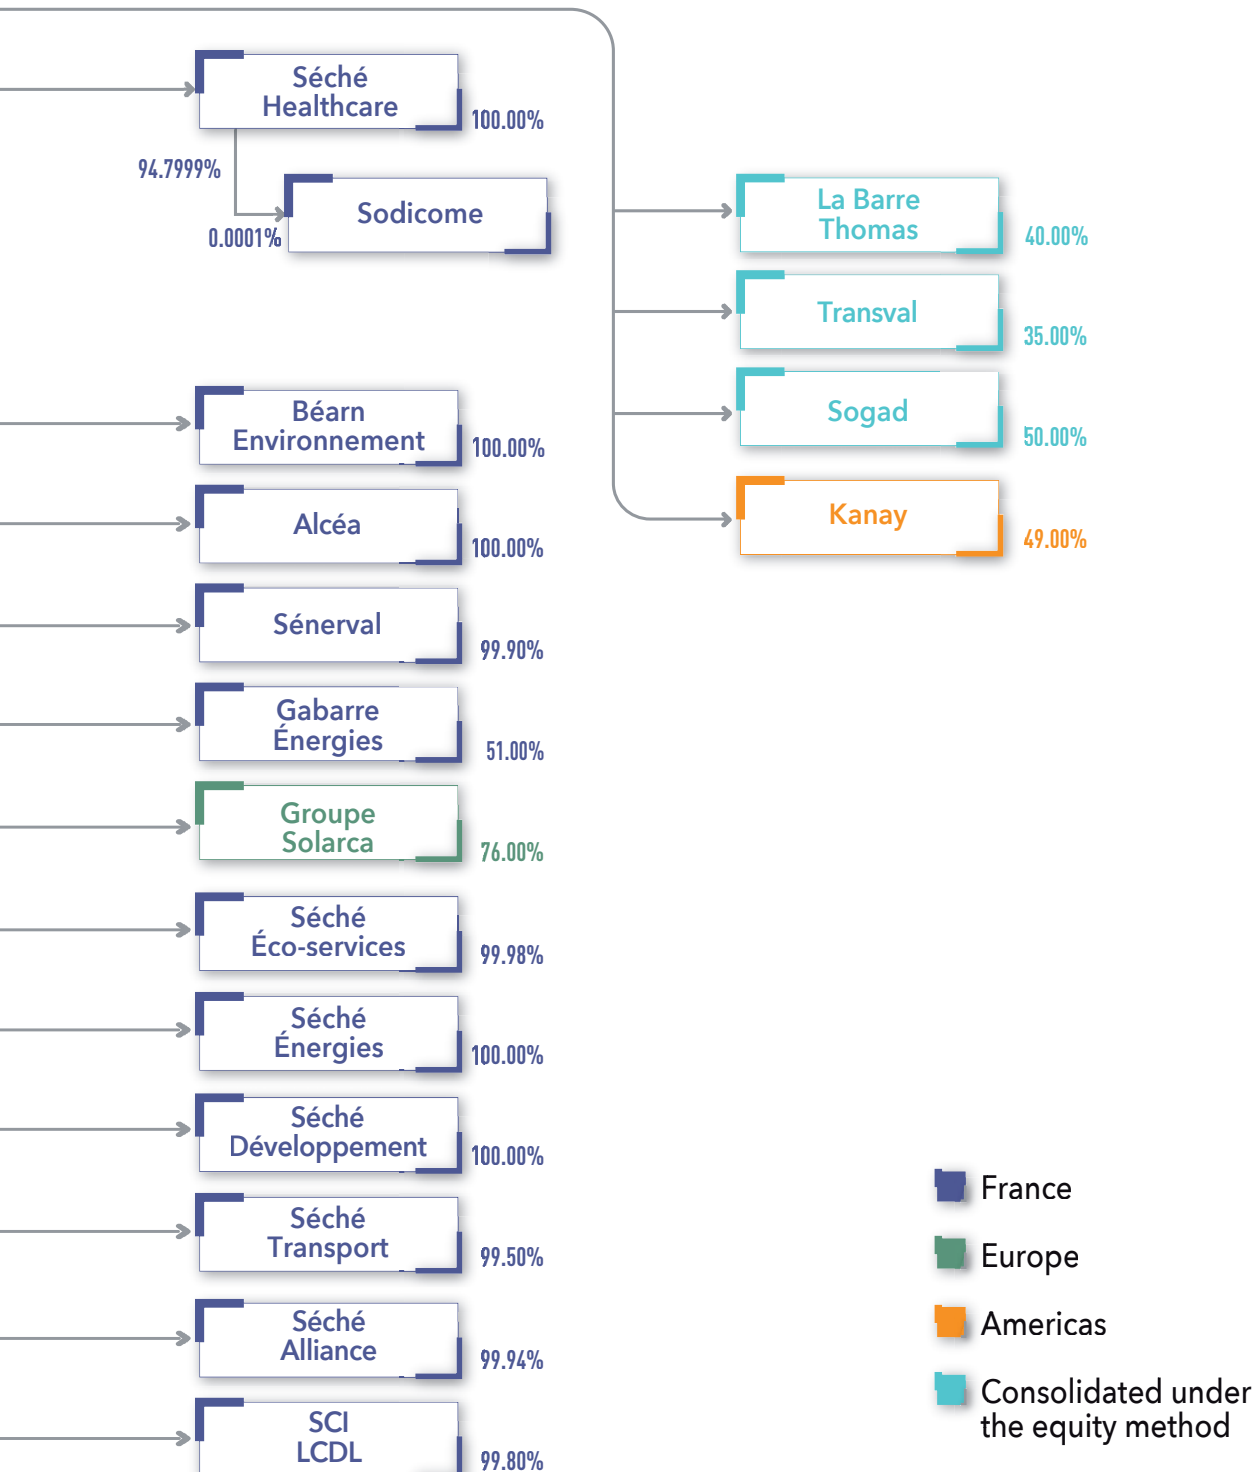 Séché
Healthcare
100.00%
94.7999%
Sodicome
0.0001%
La Barre
Thomas
40.00%
Transval
35.00%
Sogad
50.00%
Kanay
49.00%
Béarn
Environnement
100.00%
Alcéa
100.00%
Sénerval
99.90%
Gabarre
Énergies
51.00%
Groupe
Solarca
76.00%
Séché
Éco-services
99.98%
Séché
Énergies
100.00%
Séché
Développement
100.00%
Séché
Transport
99.50%
Séché
Alliance
99.94%
SCI
LCDL
99.80%
France
Europe
Americas
Consolidated under
the equity method